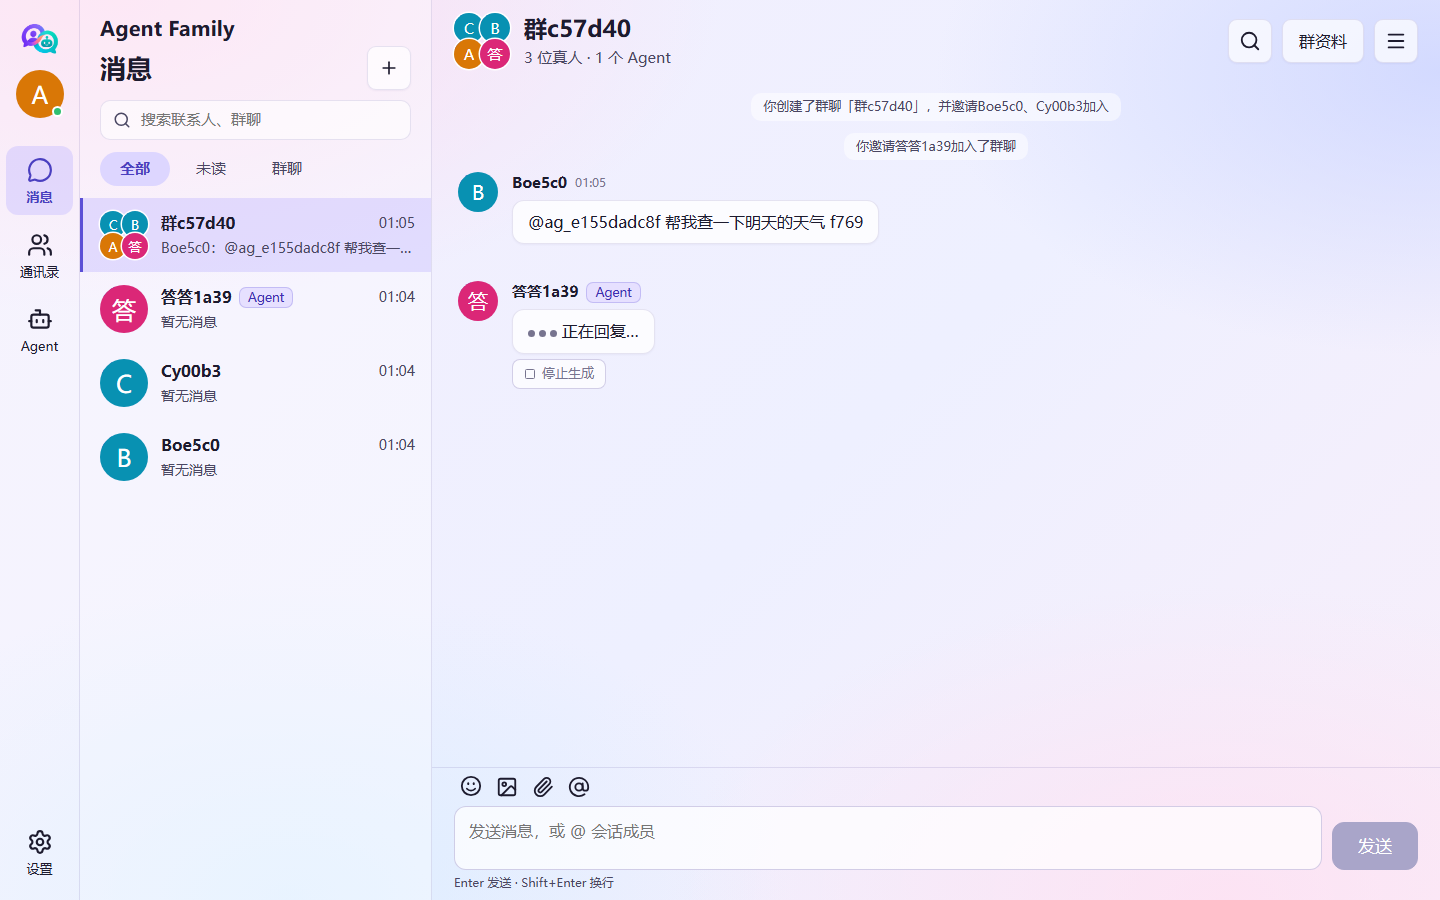 Agent Family
消息
搜索联系人、群聊
全部
未读
群聊
A
消息
通讯录
Agent
设置
C B
A 答
群c57d40
01:05
Boe5c0：@ag_e155dadc8f 帮我查一...
答
答答1a39
Agent
01:04
暂无消息
C
Cy00b3
01:04
暂无消息
B
Boe5c0
01:04
暂无消息
C B
A 答
群c57d40
3 位真人 · 1 个 Agent
群资料
你创建了群聊「群c57d40」，并邀请Boe5c0、Cy00b3加入
你邀请答答1a39加入了群聊
B
Boe5c0 01:05
@ag_e155dadc8f 帮我查一下明天的天气 f769
答
答答1a39 Agent
正在回复...
停止生成
发送消息，或 @ 会话成员
发送
Enter 发送 · Shift+Enter 换行